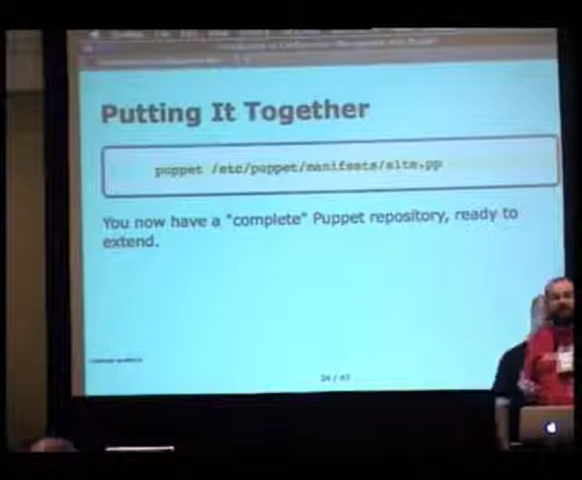 Putting It Together
puppet /etc/puppet/manifests/site.pp
You now have a "complete" Puppet repository, ready to
extend.